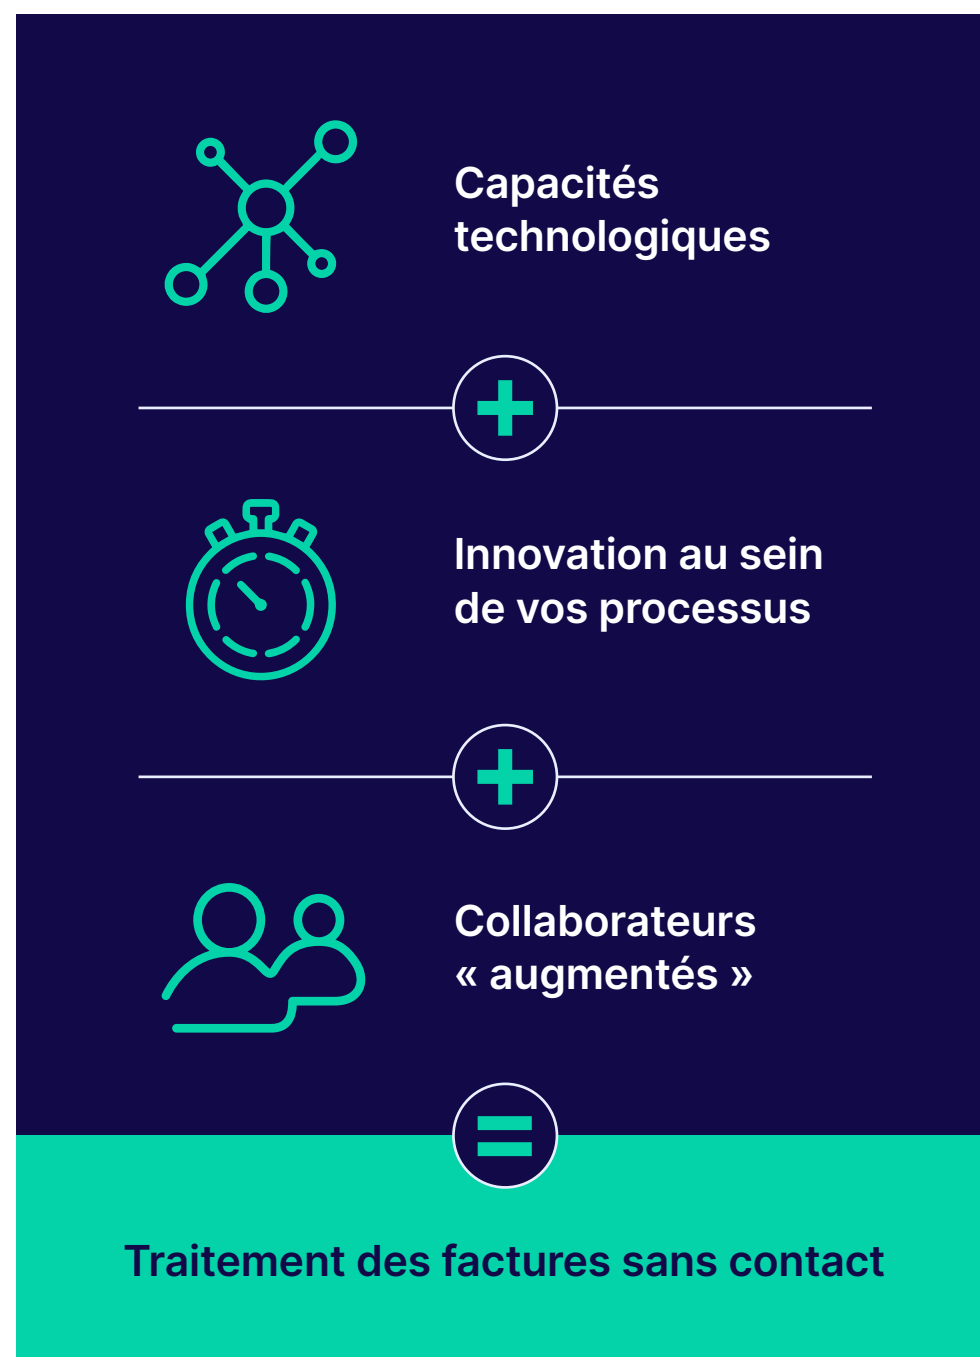 Capacités
technologiques
+
Innovation au sein
de vos processus
+
Collaborateurs
« augmentés »
=
Traitement des factures sans contact